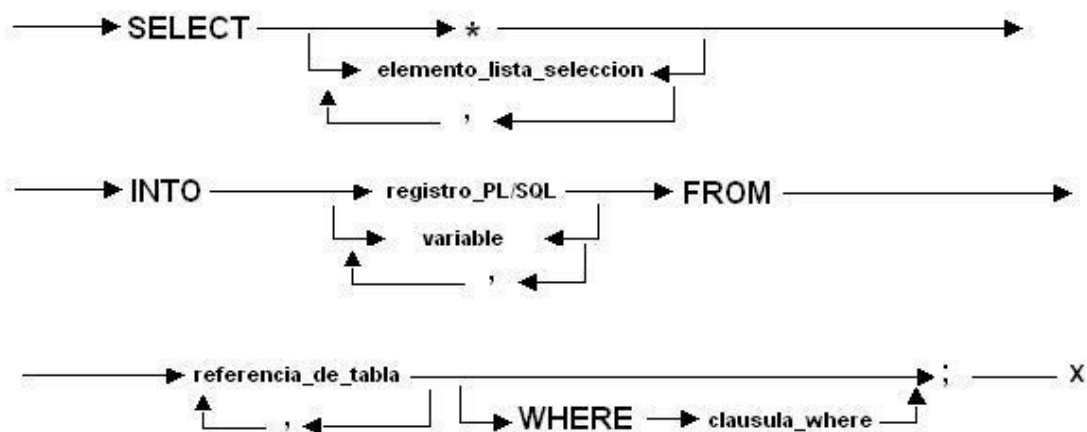 SELECT *
elemento_lista_seleccion
,
INTO registro_PL/SQL FROM
variable
,
referencia_de_tabla ; x
, WHERE clausula_where